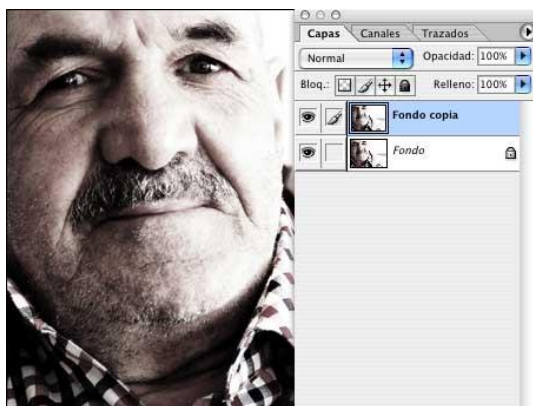 Capas Canales Trazados
Normal Opacidad: 100%
Bloq.: Relleno: 100%
Fondo copia
Fondo